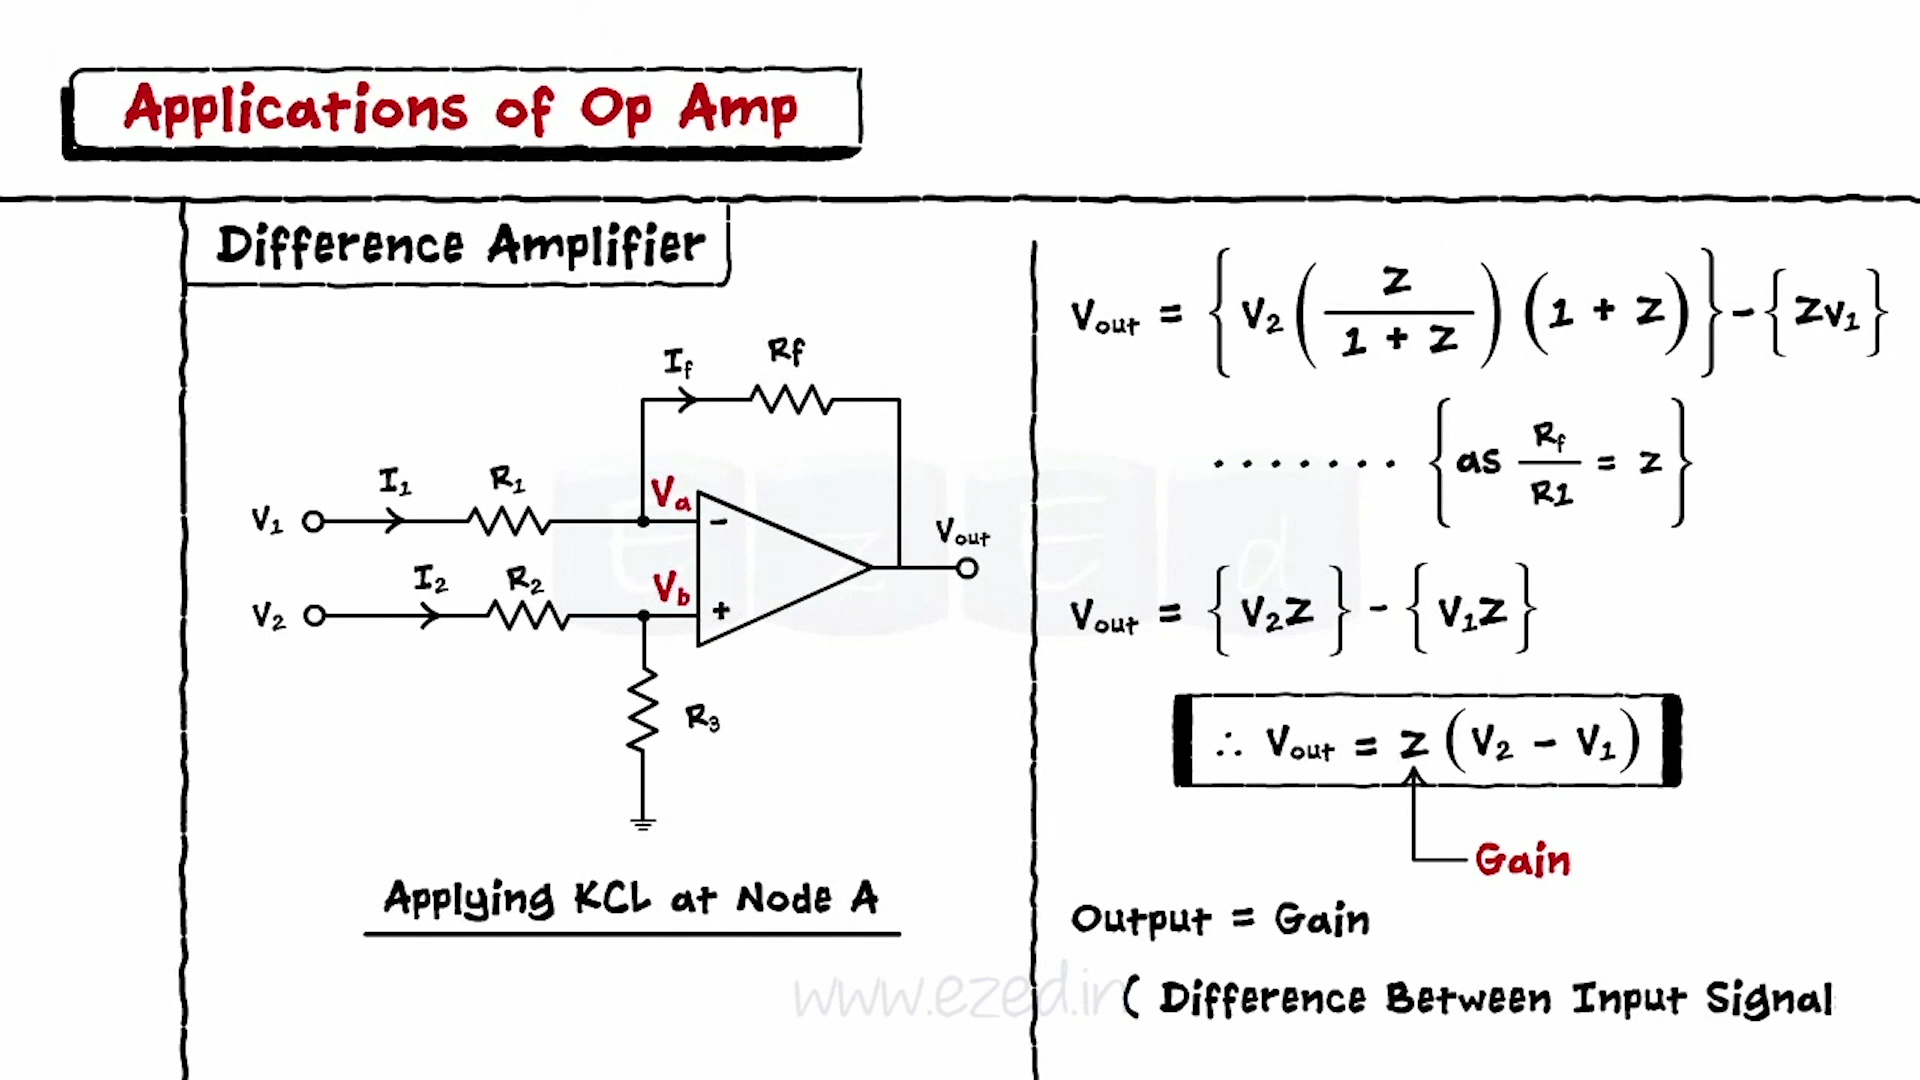 Applications of Op Amp
Difference Amplifier
If
Rf
I1
R1
Va
V1
-
Vout
I2
R2
Vb
V2
+
R3
Applying KCL at Node A
Vout = { V2 ( z / 1 + z ) ( 1 + z ) } - { zV1 }
....... { as Rf / R1 = z }
Vout = { V2z } - { V1z }
∴ Vout = z ( V2 - V1 )
Gain
Output = Gain
( Difference Between Input Signal
EzEd
www.ezed.in